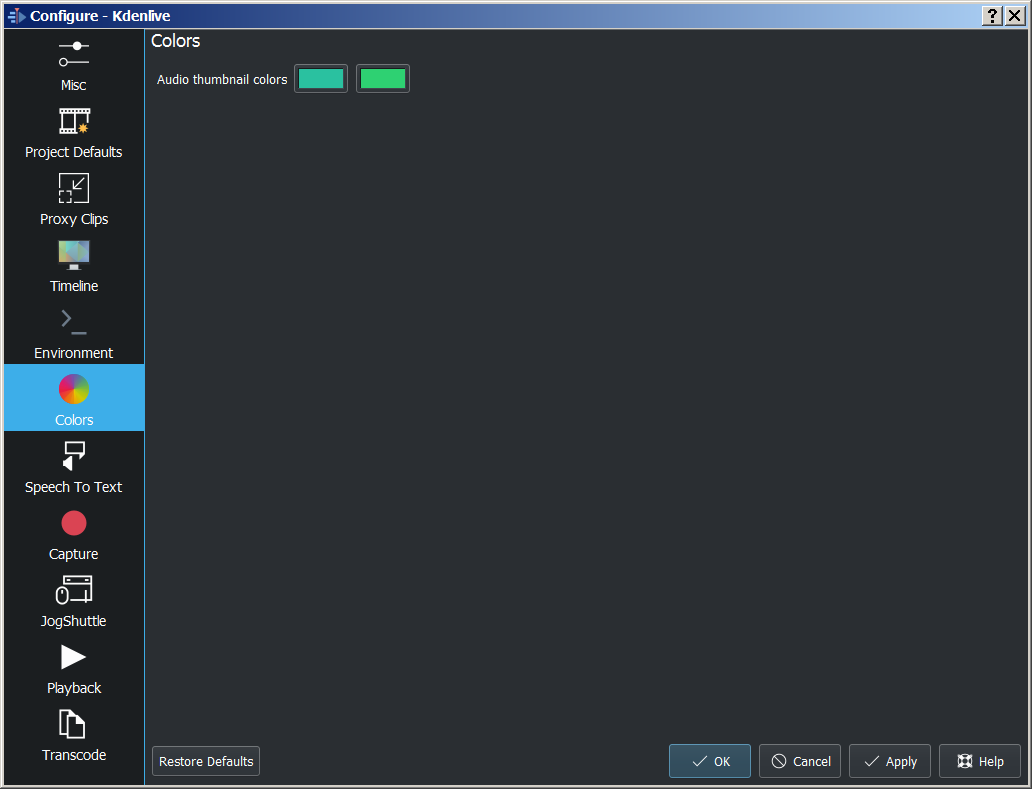 Configure - Kdenlive
Misc
Project Defaults
Proxy Clips
Timeline
Environment
Colors
Speech To Text
Capture
JogShuttle
Playback
Transcode
Colors
Audio thumbnail colors
Restore Defaults
OK
Cancel
Apply
Help